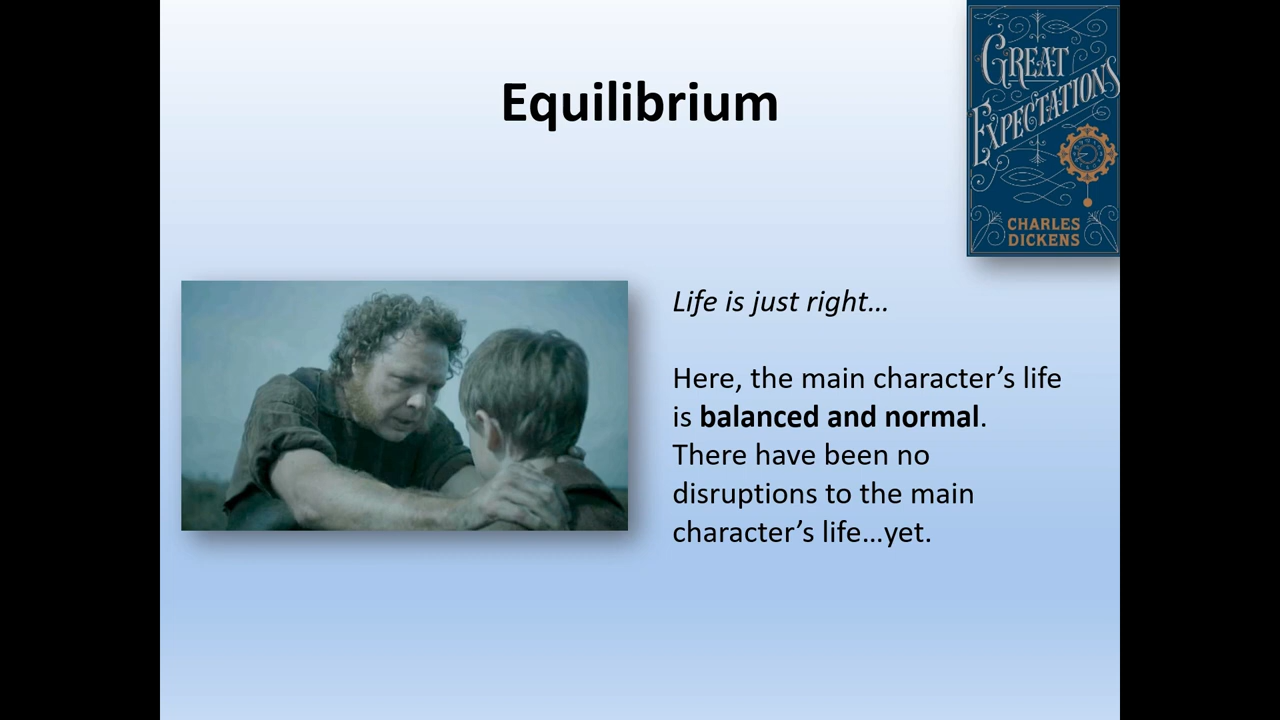 Equilibrium
GREAT
EXPECTATIONS
CHARLES
DICKENS
Life is just right…
Here, the main character’s life
is balanced and normal.
There have been no
disruptions to the main
character’s life…yet.